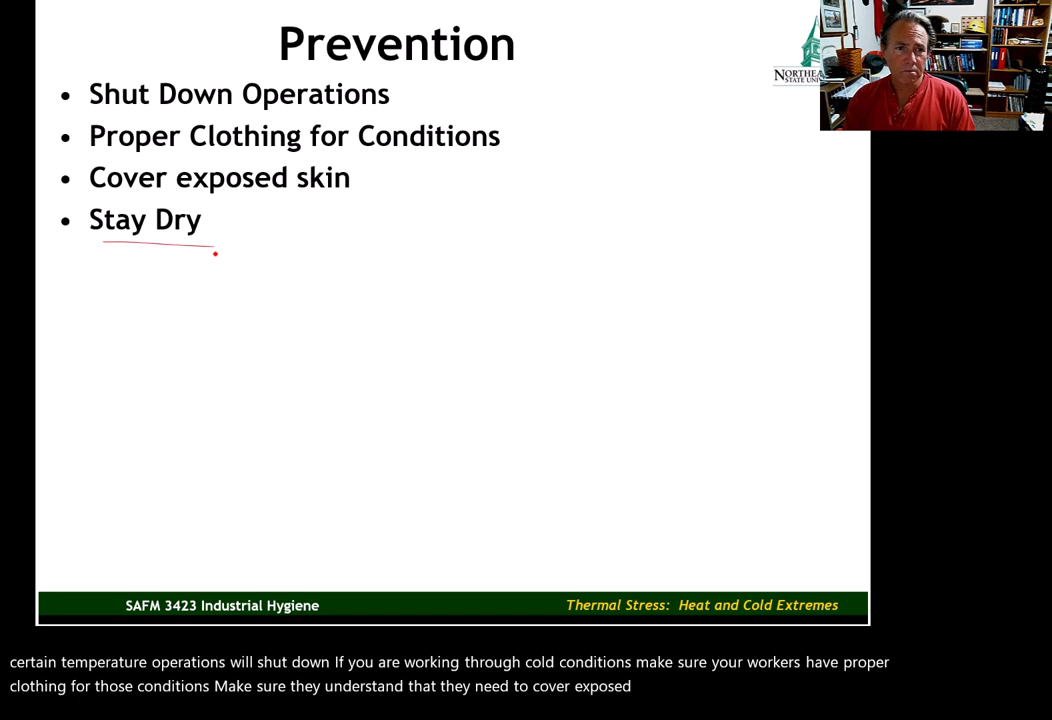 Prevention
• Shut Down Operations
• Proper Clothing for Conditions
• Cover exposed skin
• Stay Dry
SAFM 3423 Industrial Hygiene
Thermal Stress: Heat and Cold Extremes
certain temperature operations will shut down If you are working through cold conditions make sure your workers have proper
clothing for those conditions Make sure they understand that they need to cover exposed